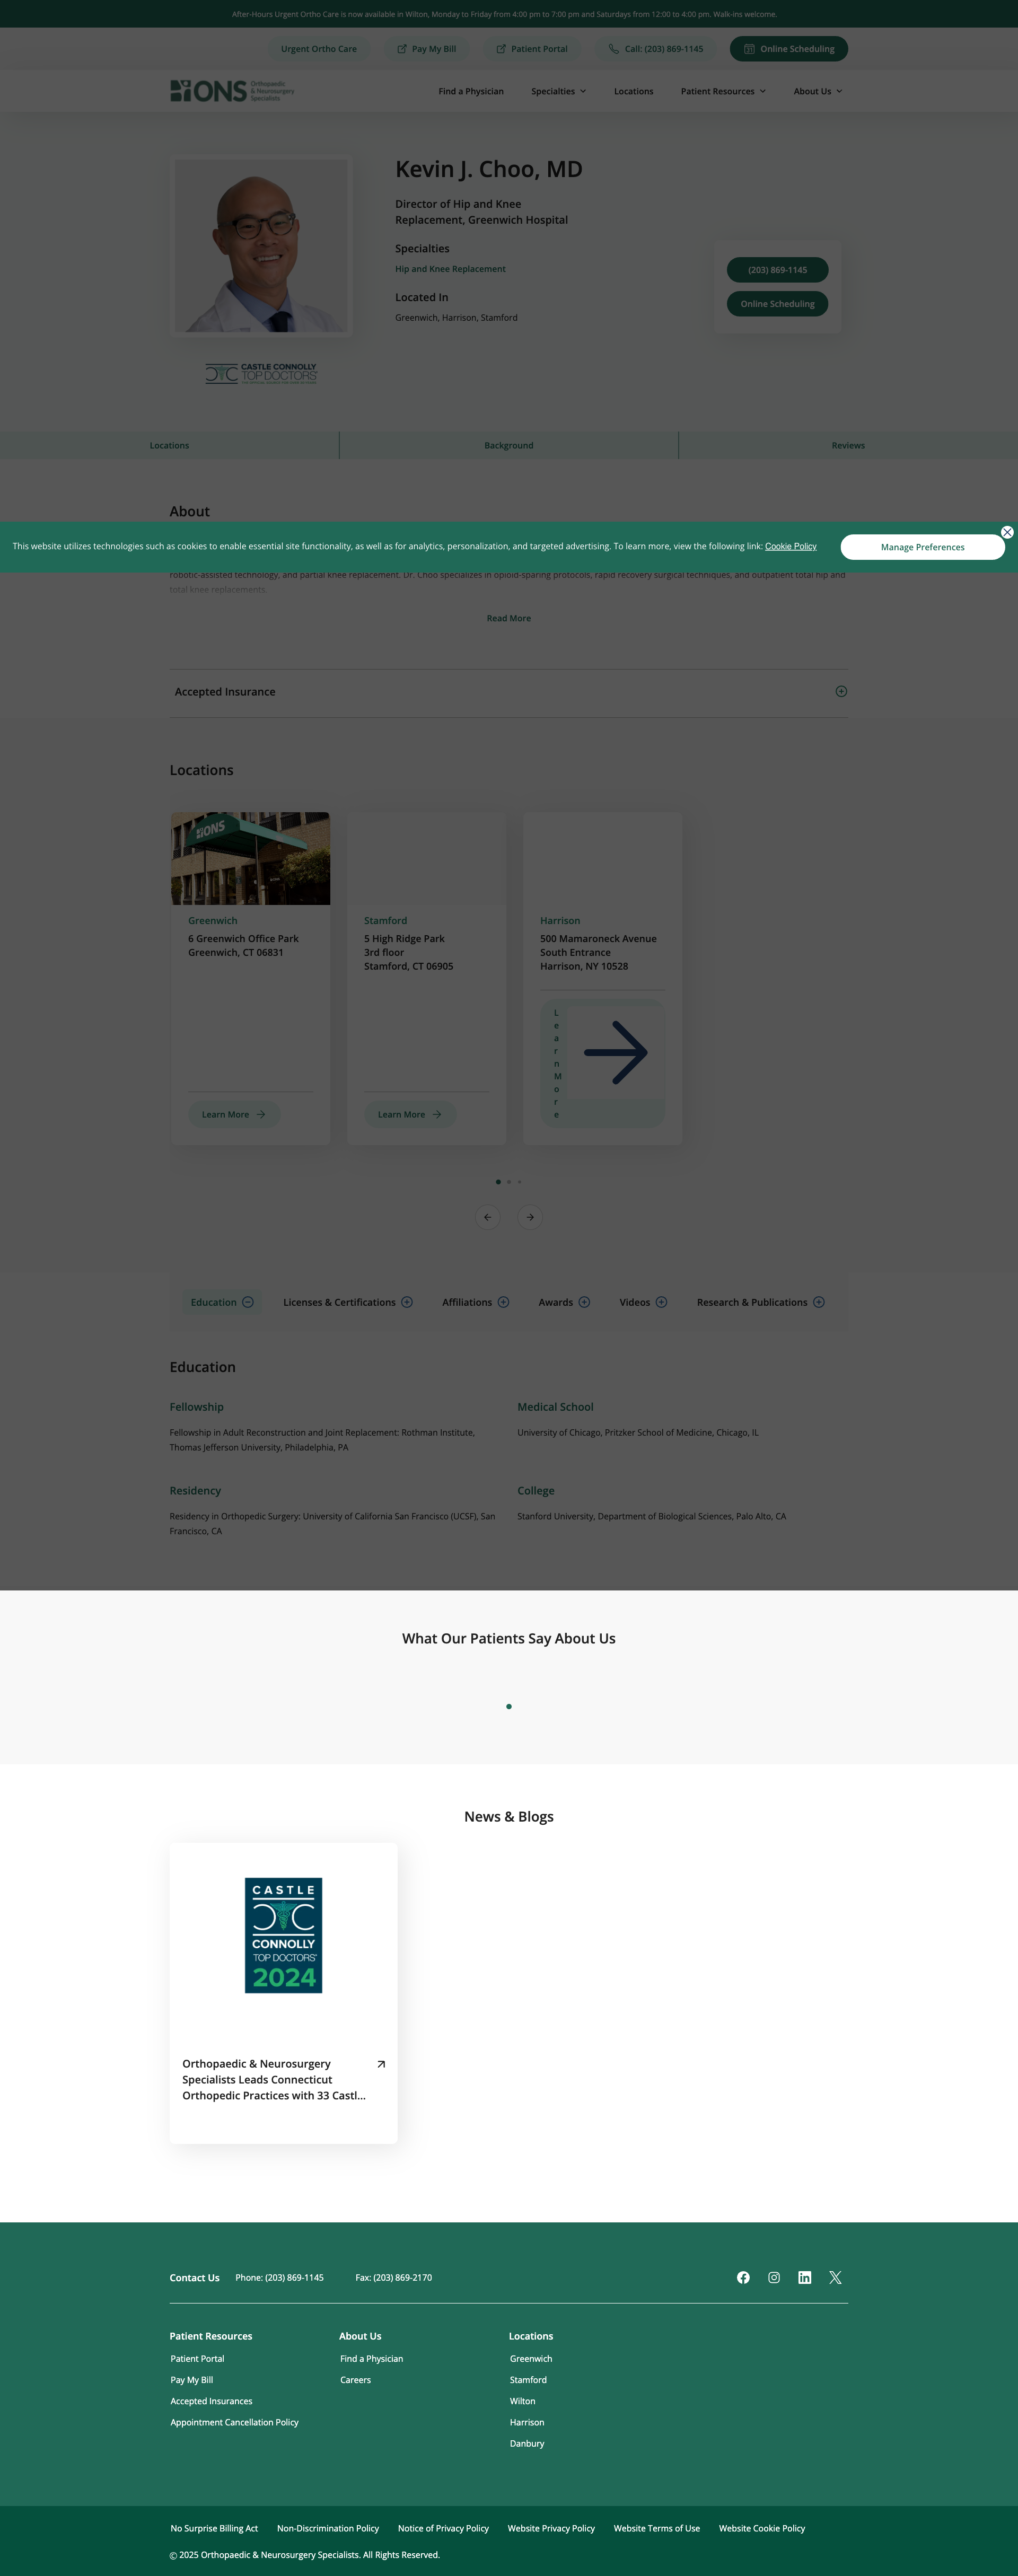 After-Hours Urgent Ortho Care is now available in Wilton, Monday to Friday from 4:00 pm to 7:00 pm and Saturdays from 12:00 to 4:00 pm. Walk-ins welcome.
Urgent Ortho Care
Pay My Bill
Patient Portal
Call: (203) 869-1145
Online Scheduling
ONS Orthopaedic & Neurosurgery Specialists
Find a Physician
Specialties
Locations
Patient Resources
About Us
Kevin J. Choo, MD
Director of Hip and Knee
Replacement, Greenwich Hospital
Specialties
Hip and Knee Replacement
Located In
Greenwich, Harrison, Stamford
(203) 869-1145
Online Scheduling
CASTLE CONNOLLY
TOP DOCTORS
Locations
Background
Reviews
About
This website utilizes technologies such as cookies to enable essential site functionality, as well as for analytics, personalization, and targeted advertising. To learn more, view the following link: Cookie Policy
Manage Preferences
robotic-assisted technology, and partial knee replacement. Dr. Choo specializes in opioid-sparing protocols, rapid recovery surgical techniques, and outpatient total hip and
total knee replacements.
Read More
Accepted Insurance
Locations
ONS
Greenwich
6 Greenwich Office Park
Greenwich, CT 06831
Learn More
Stamford
5 High Ridge Park
3rd floor
Stamford, CT 06905
Learn More
Harrison
500 Mamaroneck Avenue
South Entrance
Harrison, NY 10528
Learn More
Education
Licenses & Certifications
Affiliations
Awards
Videos
Research & Publications
Education
Fellowship
Fellowship in Adult Reconstruction and Joint Replacement: Rothman Institute,
Thomas Jefferson University, Philadelphia, PA
Medical School
University of Chicago, Pritzker School of Medicine, Chicago, IL
Residency
Residency in Orthopedic Surgery: University of California San Francisco (UCSF), San
Francisco, CA
College
Stanford University, Department of Biological Sciences, Palo Alto, CA
What Our Patients Say About Us
News & Blogs
CASTLE
CONNOLLY
TOP DOCTORS
2024
Orthopaedic & Neurosurgery
Specialists Leads Connecticut
Orthopedic Practices with 33 Castl...
Contact Us
Phone: (203) 869-1145
Fax: (203) 869-2170
Patient Resources
Patient Portal
Pay My Bill
Accepted Insurances
Appointment Cancellation Policy
About Us
Find a Physician
Careers
Locations
Greenwich
Stamford
Wilton
Harrison
Danbury
No Surprise Billing Act
Non-Discrimination Policy
Notice of Privacy Policy
Website Privacy Policy
Website Terms of Use
Website Cookie Policy
© 2025 Orthopaedic & Neurosurgery Specialists. All Rights Reserved.